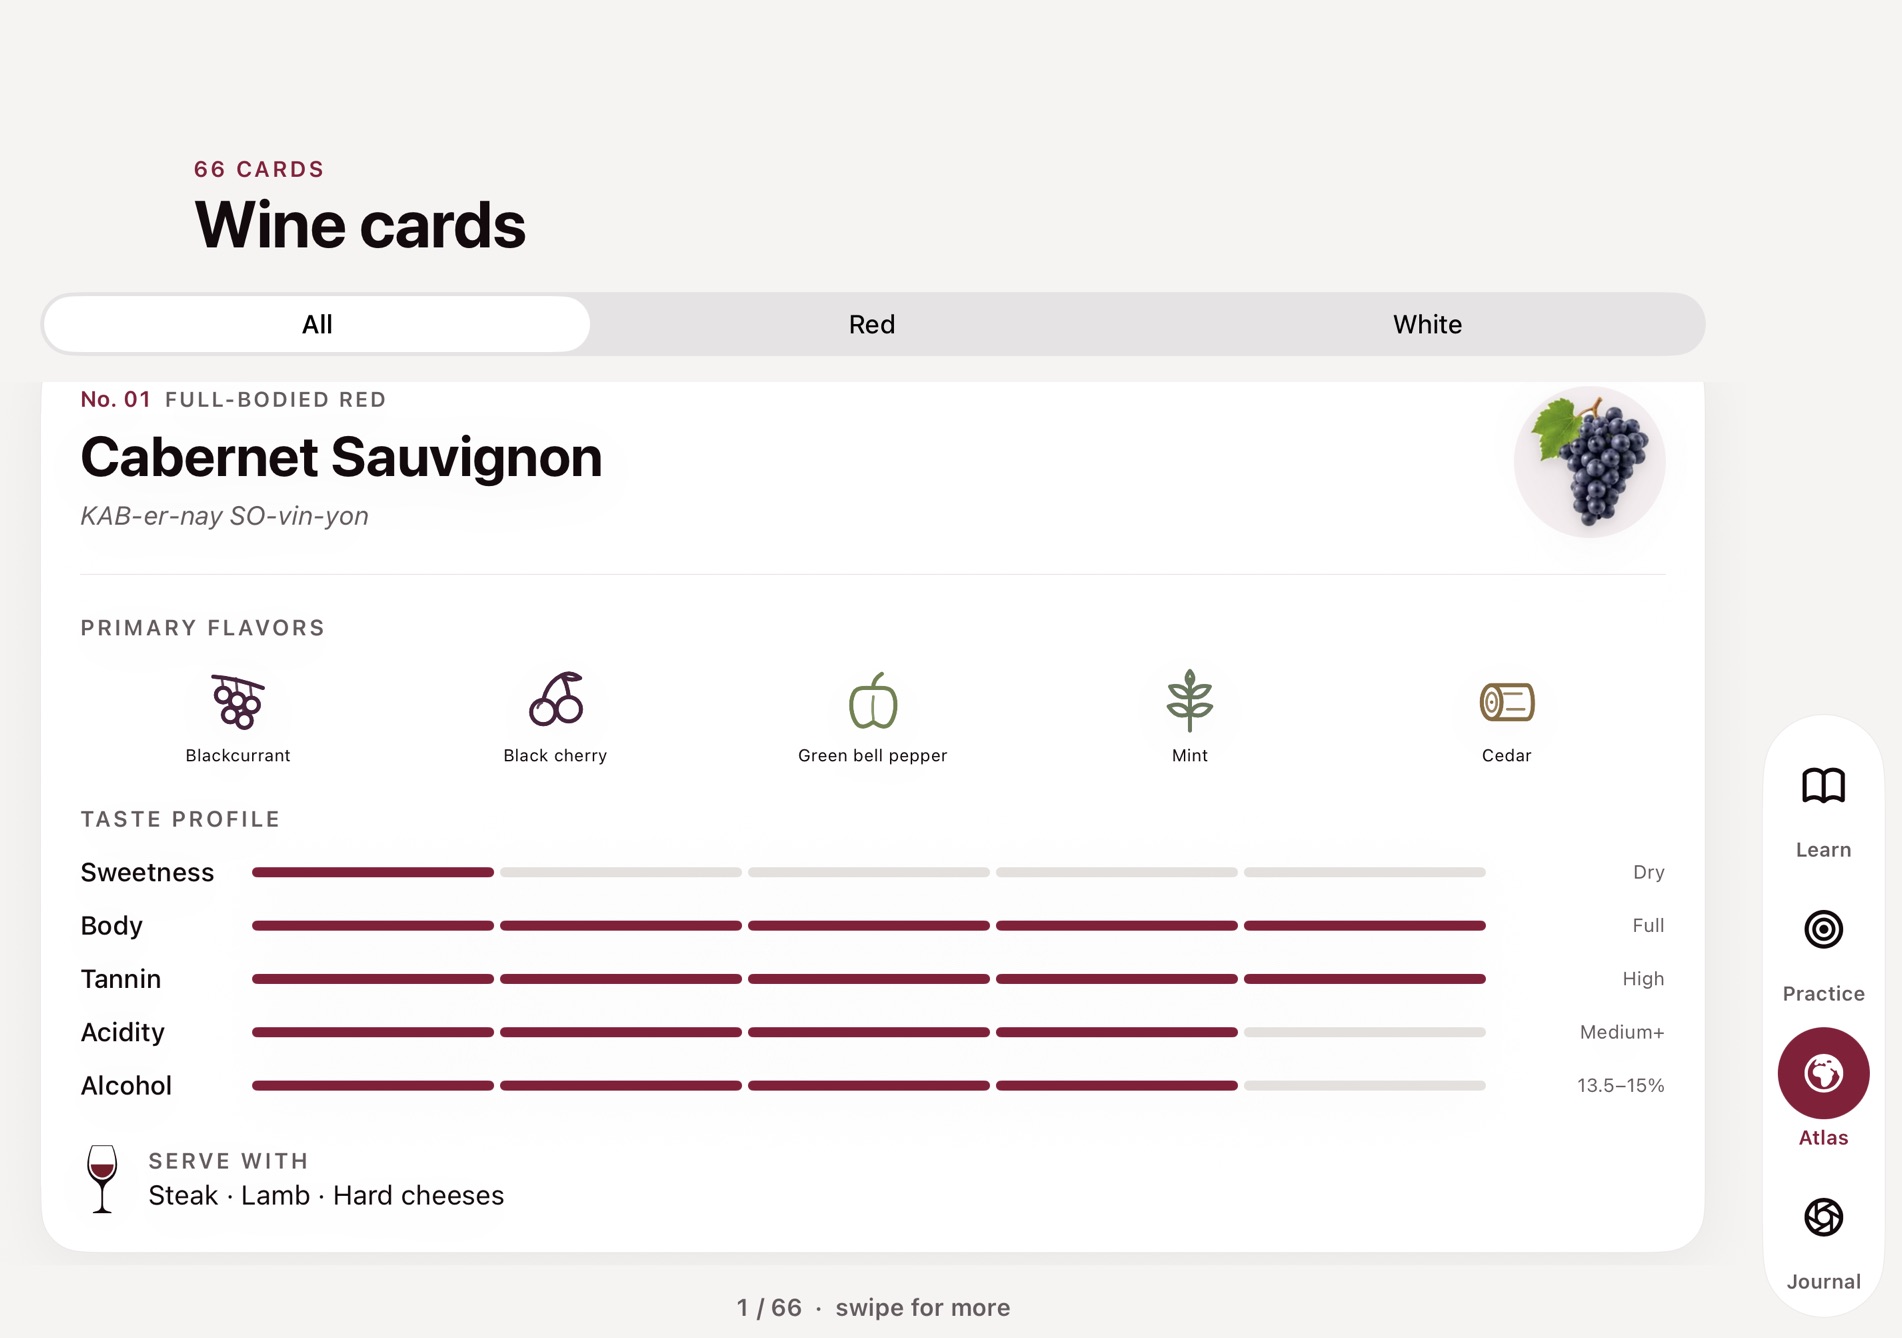 66 CARDS
Wine cards
All
Red
White
No. 01 FULL-BODIED RED
Cabernet Sauvignon
KAB-er-nay SO-vin-yon
PRIMARY FLAVORS
Blackcurrant
Black cherry
Green bell pepper
Mint
Cedar
TASTE PROFILE
Sweetness Dry
Body Full
Tannin High
Acidity Medium+
Alcohol 13.5–15%
SERVE WITH
Steak · Lamb · Hard cheeses
1 / 66 · swipe for more
Learn
Practice
Atlas
Journal